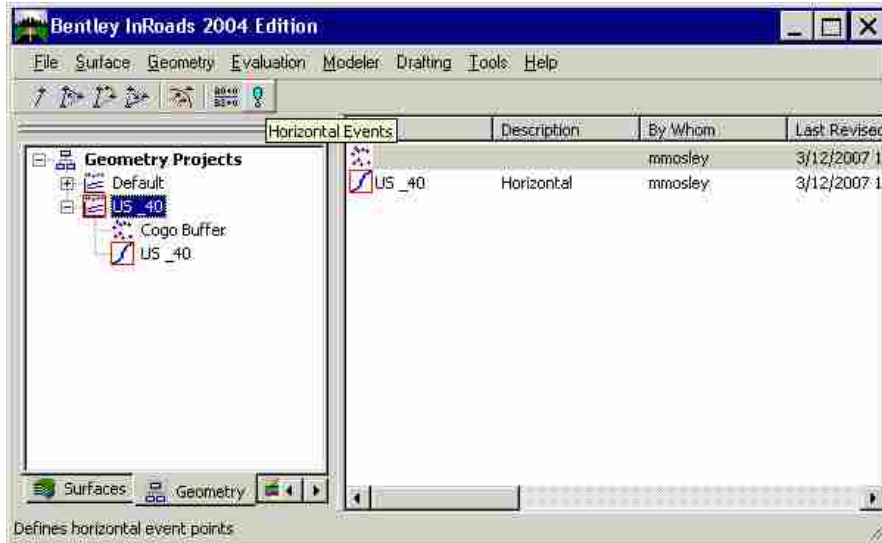 Bentley InRoads 2004 Edition
File Surface Geometry Evaluation Modeler Drafting Tools Help
Horizontal Events
Description By Whom Last Revised
Geometry Projects
Default
US _40
Cogo Buffer
US _40
mmosley 3/12/2007 1
US _40 Horizontal mmosley 3/12/2007 1
Surfaces Geometry
Defines horizontal event points